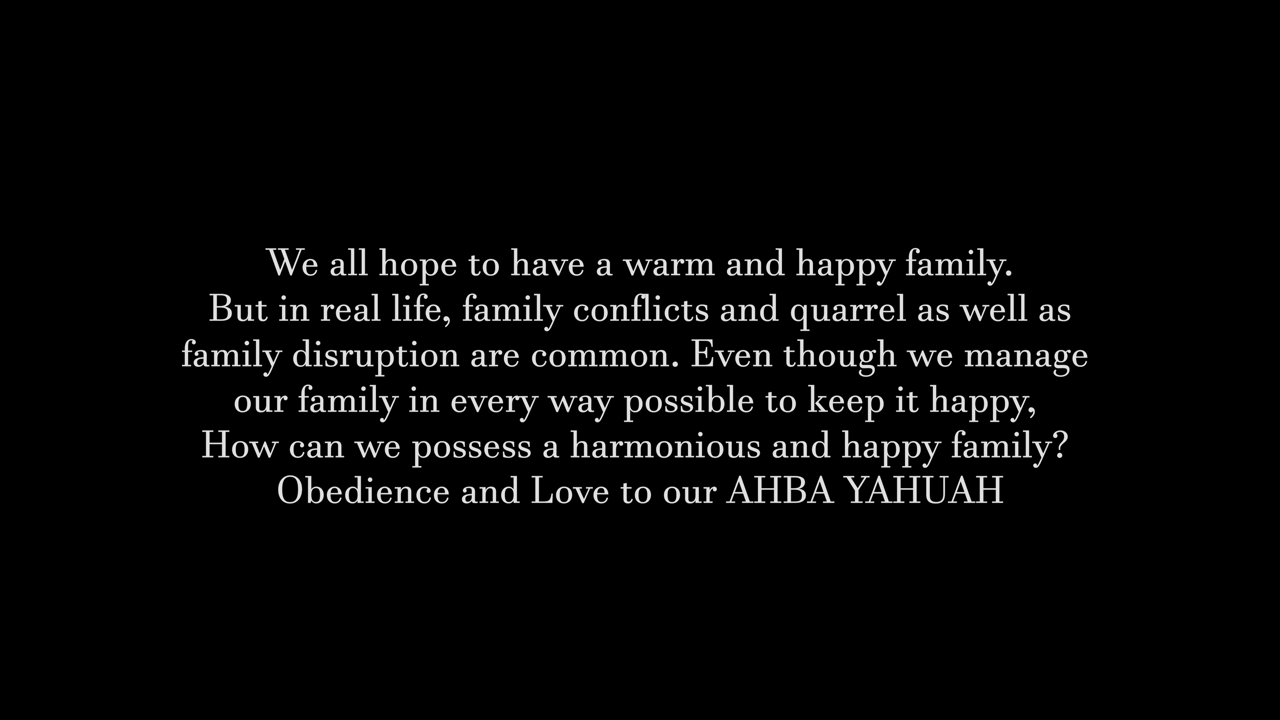 We all hope to have a warm and happy family.
But in real life, family conflicts and quarrel as well as
family disruption are common. Even though we manage
our family in every way possible to keep it happy,
How can we possess a harmonious and happy family?
Obedience and Love to our AHBA YAHUAH